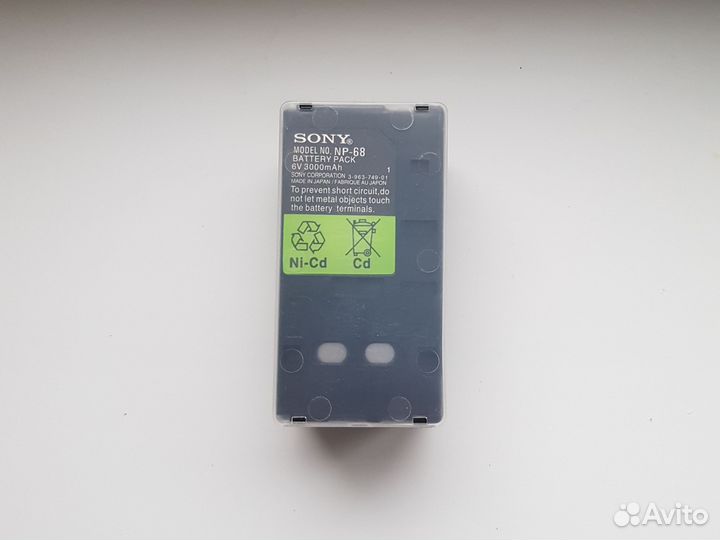 SONY®
MODEL NO. NP-68
BATTERY PACK
6V 3000mAh 1
SONY CORPORATION 3-963-749-01
MADE IN JAPAN / FABRIQUE AU JAPON
To prevent short circuit,do
not let metal objects touch
the battery terminals.
Ni-Cd Cd
Avito